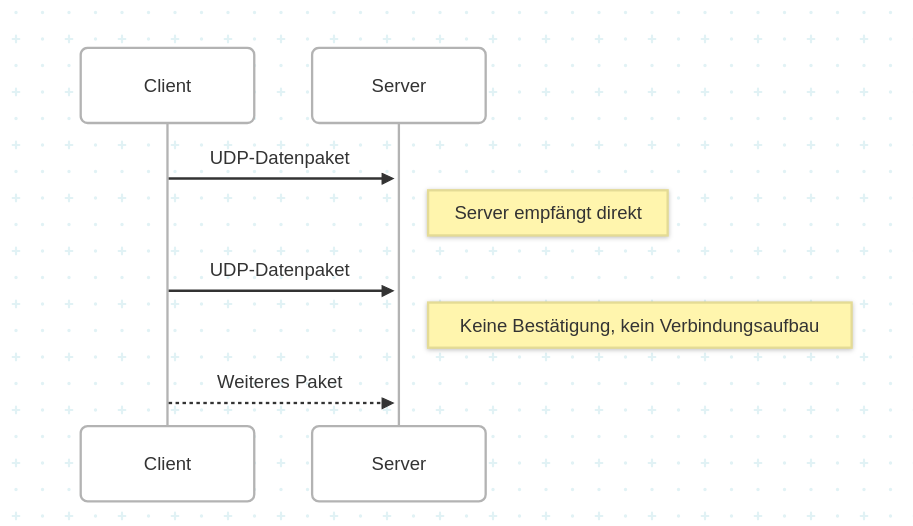 Client
Server
UDP-Datenpaket
Server empfängt direkt
UDP-Datenpaket
Keine Bestätigung, kein Verbindungsaufbau
Weiteres Paket
Client
Server